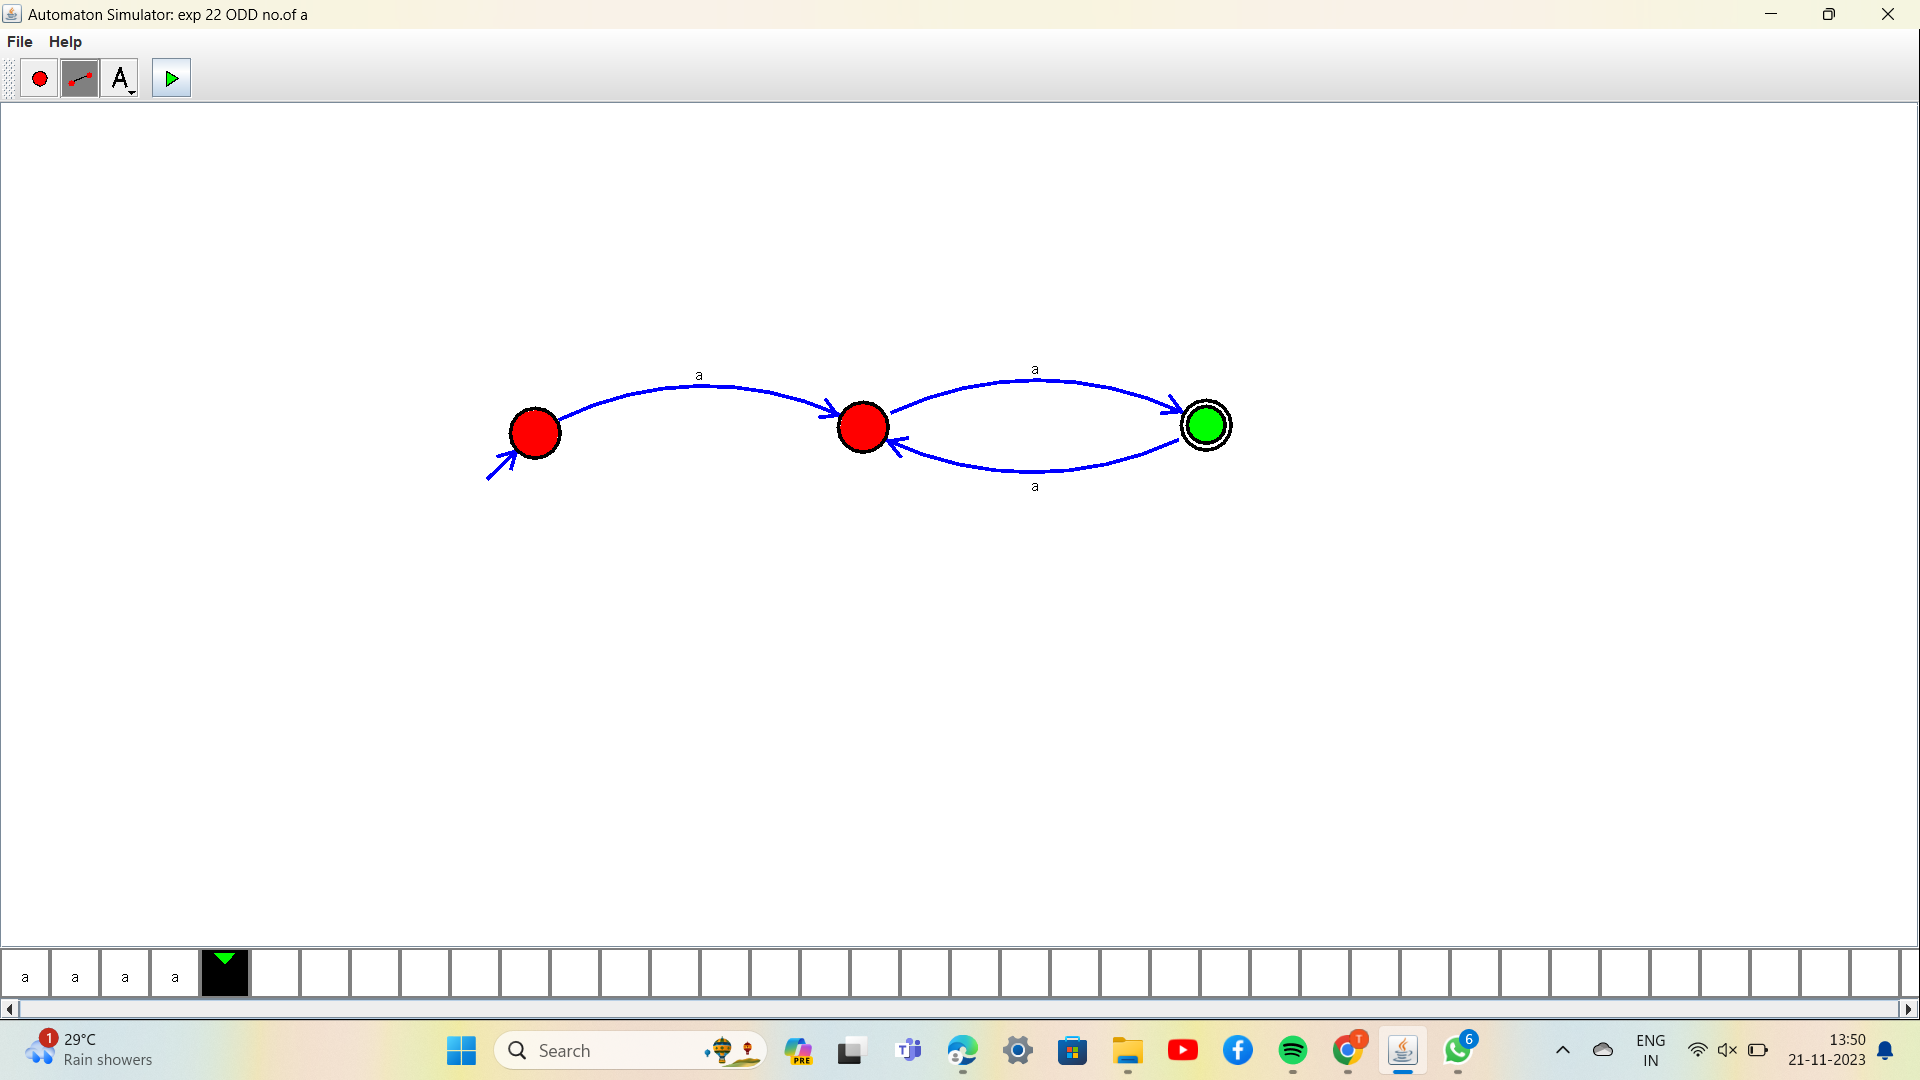 Automaton Simulator: exp 22 ODD no.of a
File Help
A
a
a
a
a a a a
1
29°C
Rain showers
Search
PRE
T
6
ENG
IN
13:50
21-11-2023